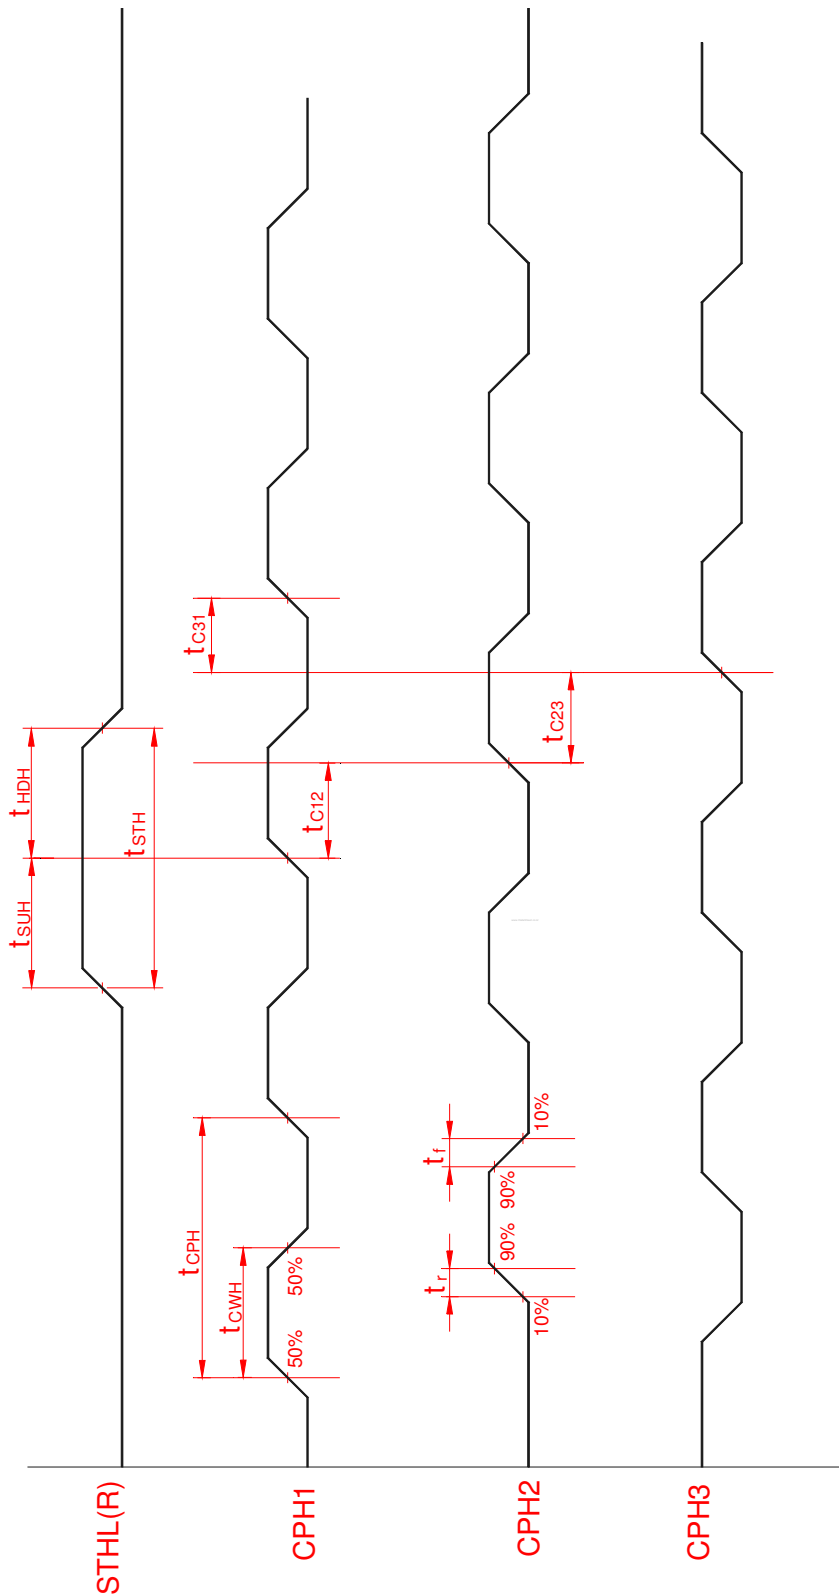 STHL(R)
tSUH
tHDH
tSTH
CPH1
tCPH
tCWH
50%
50%
tC12
tC31
CPH2
tr
tf
10%
90%
90%
10%
tC23
CPH3